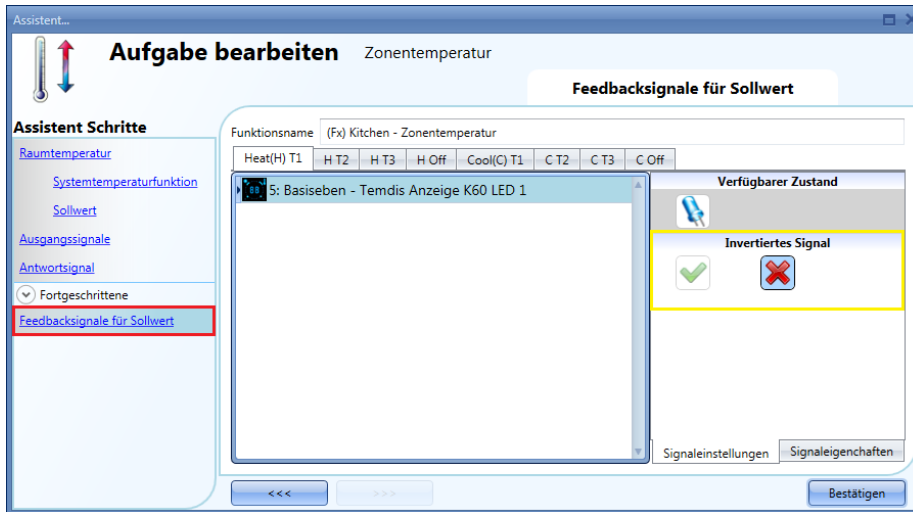 Assistent...
Aufgabe bearbeiten Zonentemperatur
Feedbacksignale für Sollwert
Assistent Schritte
Raumtemperatur
Systemtemperaturfunktion
Sollwert
Ausgangssignale
Antwortsignal
Fortgeschrittene
Feedbacksignale für Sollwert
Funktionsname (Fx) Kitchen - Zonentemperatur
Heat(H) T1 H T2 H T3 H Off Cool(C) T1 C T2 C T3 C Off
5: Basiseben - Temdis Anzeige K60 LED 1
Verfügbarer Zustand
Invertiertes Signal
Signaleinstellungen Signaleigenchaften
<<< >>> Bestätigen